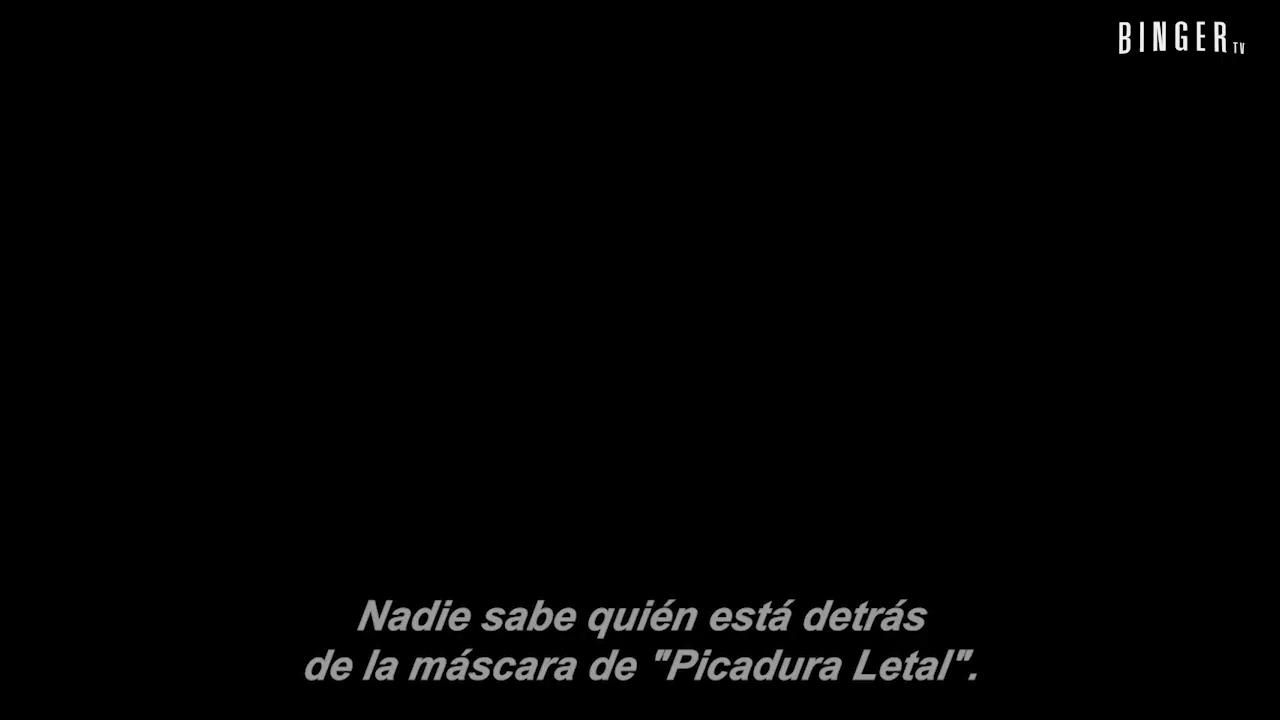 BINGER TV
Nadie sabe quién está detrás
de la máscara de "Picadura Letal".